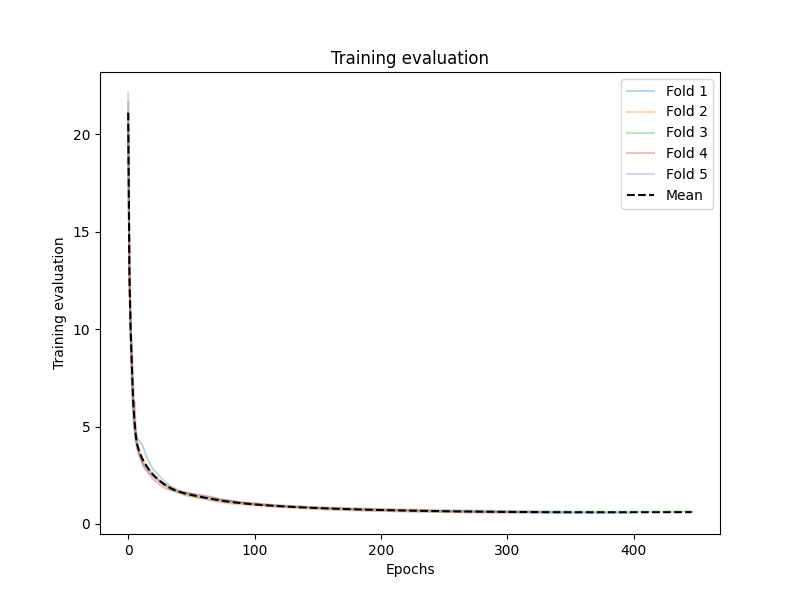 Training evaluation
Fold 1
Fold 2
Fold 3
Fold 4
Fold 5
Mean
Training evaluation
20
15
10
5
0
0 100 200 300 400
Epochs